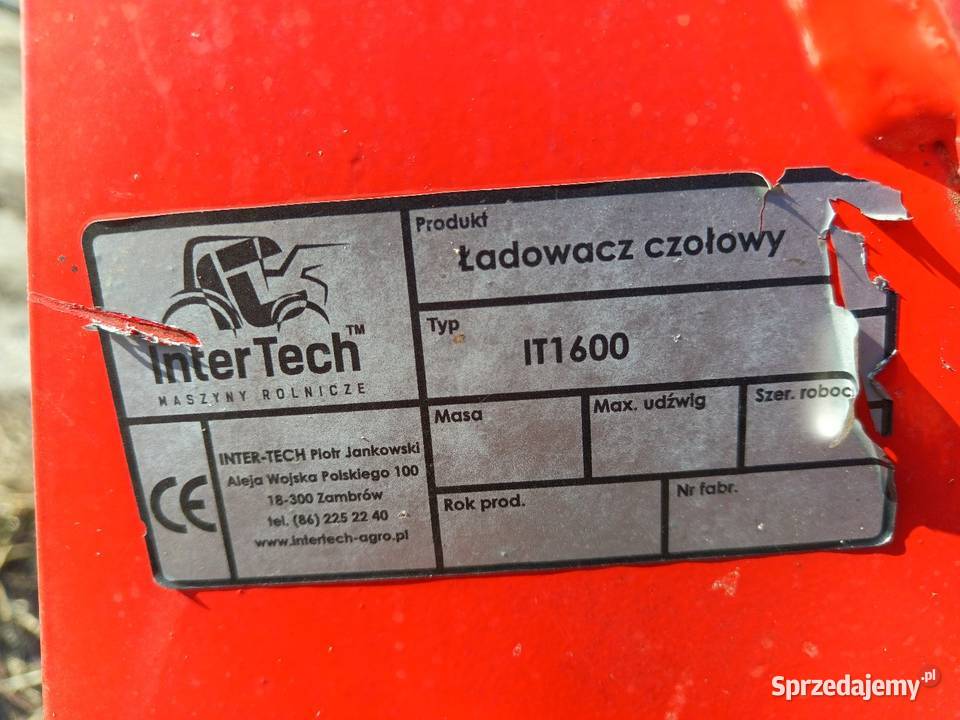 InterTech™
MASZYNY ROLNICZE
Produkt
Ładowacz czołowy
Typ
IT1600
Masa
Max. udźwig
Szer. roboc
Rok prod.
Nr fabr.
CE
INTER-TECH Piotr Jankowski
Aleja Wojska Polskiego 100
18-300 Zambrów
tel. (86) 225 22 40
www.intertech-agro.pl
Sprzedajemy.pl